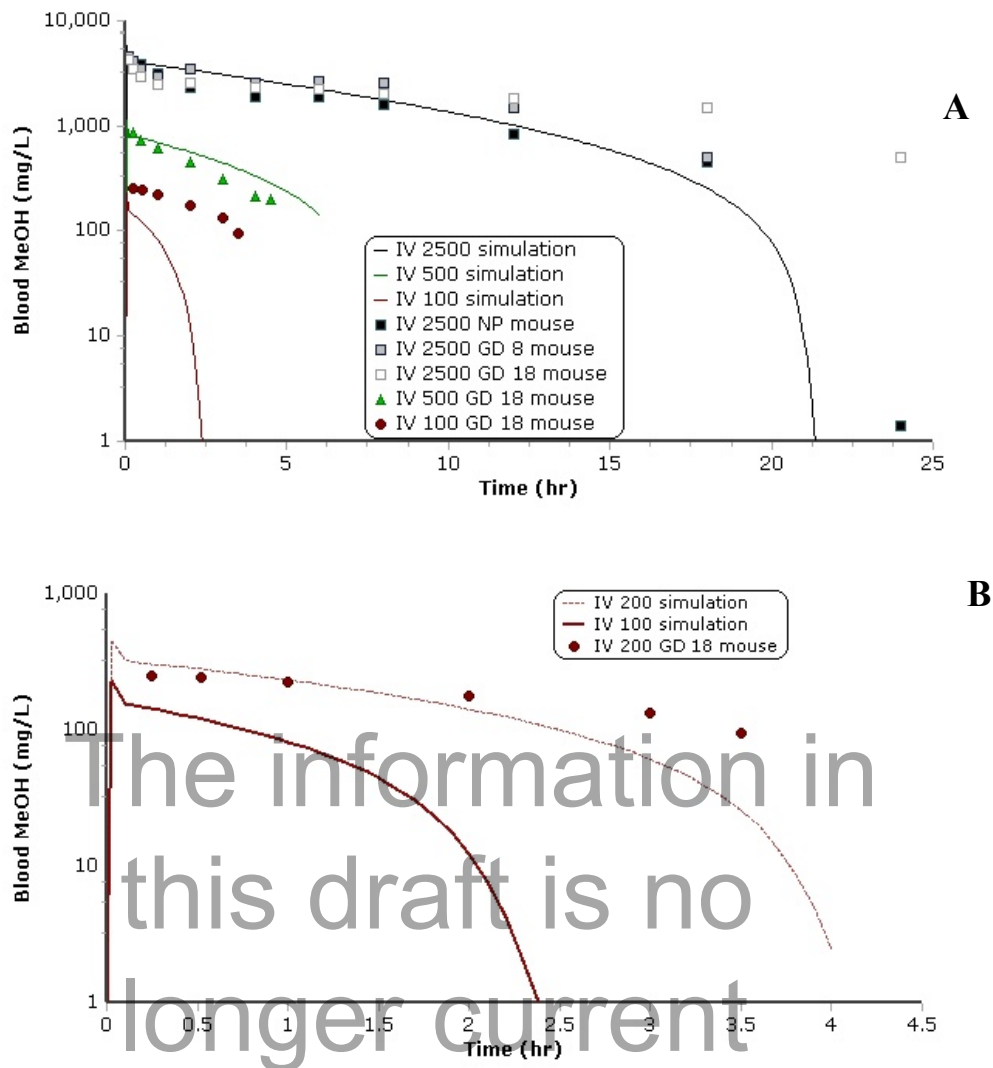 A
10,000
1,000
100
10
1
Blood MeOH (mg/L)
0
5
10
15
20
25
Time (hr)
IV 2500 simulation
IV 500 simulation
IV 100 simulation
IV 2500 NP mouse
IV 2500 GD 8 mouse
IV 2500 GD 18 mouse
IV 500 GD 18 mouse
IV 100 GD 18 mouse
B
1,000
100
10
1
Blood MeOH (mg/L)
IV 200 simulation
IV 100 simulation
IV 200 GD 18 mouse
0
0.5
1
1.5
2
2.5
3
3.5
4
4.5
Time (hr)
The information in
this draft is no
longer current